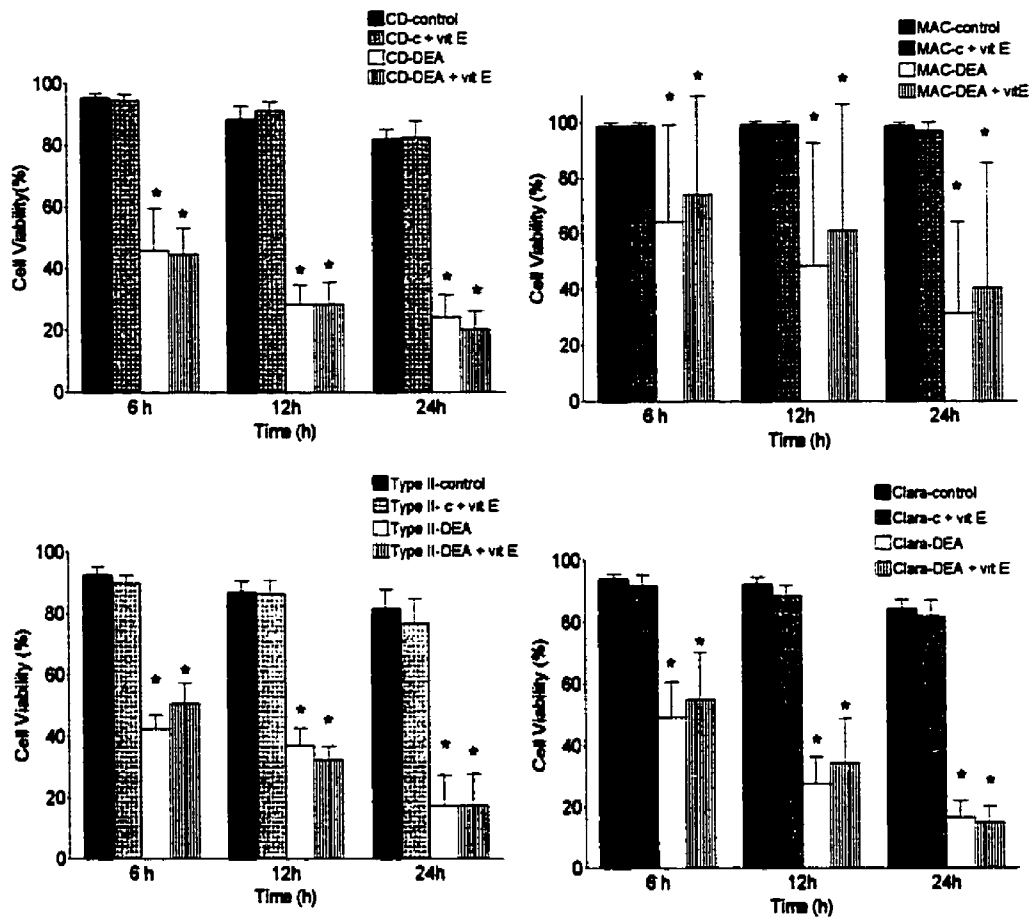 CD-control
CD-c + vit E
CD-DEA
CD-DEA + vit E
100
80
60
40
20
0
Cell Viability(%)
*
*
*
*
*
*
6 h
12h
24h
Time (h)
MAC-control
MAC-c + vit E
MAC-DEA
MAC-DEA + vitE
100
80
60
40
20
0
Cell Viability (%)
*
*
*
*
*
*
6 h
12h
24h
Time (h)
Type II-control
Type II- c + vit E
Type II-DEA
Type II-DEA + vit E
100
80
60
40
20
0
Cell Viability (%)
*
*
*
*
*
*
6 h
12h
24h
Time (h)
Clara-control
Clara-c + vit E
Clara-DEA
Clara-DEA + vit E
100
80
60
40
20
0
Cell Viability (%)
*
*
*
*
*
*
6 h
12h
24h
Time (h)